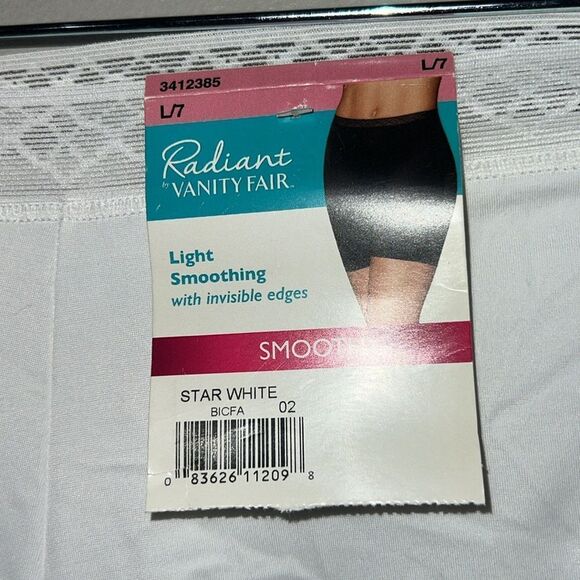 3412385
L/7
L/7
Radiant
by VANITY FAIR™
Light
Smoothing
with invisible edges
STAR WHITE
BICFA 02
0 83626 11209 8